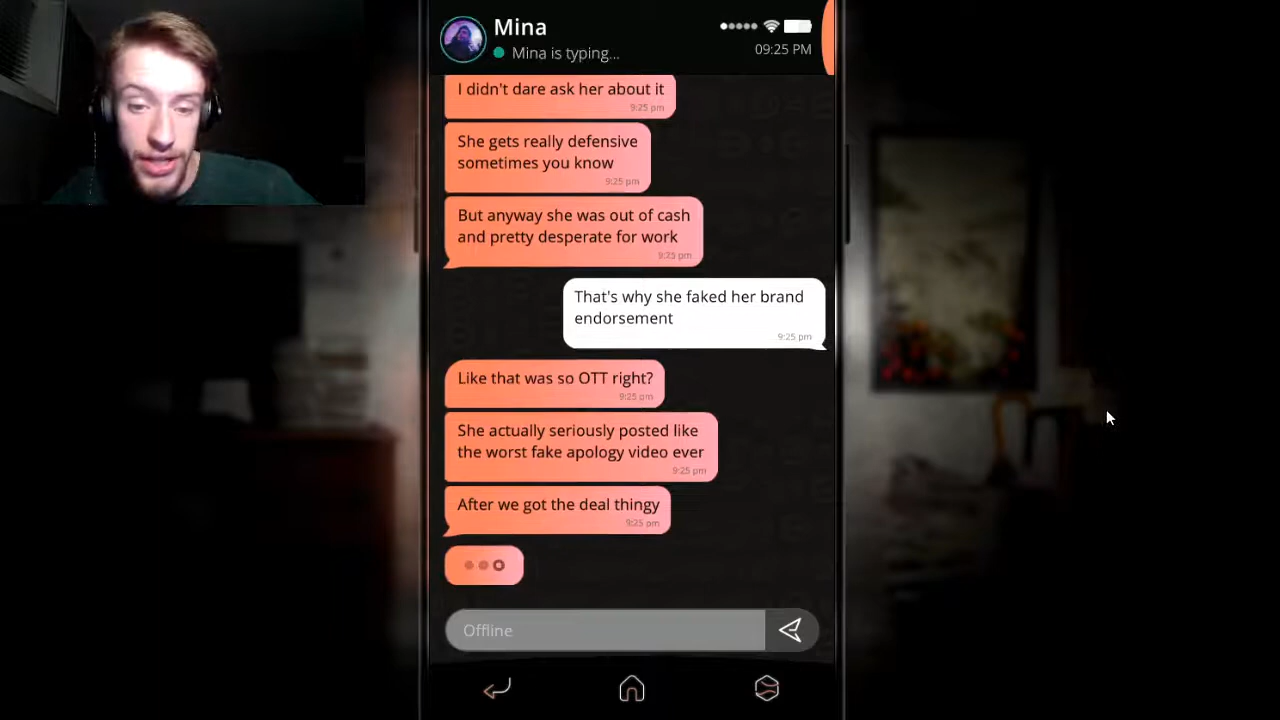 Mina
Mina is typing...
09:25 PM
I didn't dare ask her about it
9:25 pm
She gets really defensive
sometimes you know
9:25 pm
But anyway she was out of cash
and pretty desperate for work
9:25 pm
That's why she faked her brand
endorsement
9:25 pm
Like that was so OTT right?
9:25 pm
She actually seriously posted like
the worst fake apology video ever
9:25 pm
After we got the deal thingy
9:25 pm
Offline